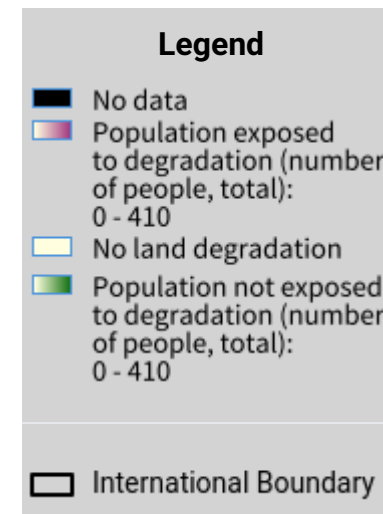 Legend
No data
Population exposed
to degradation (number
of people, total):
0 - 410
No land degradation
Population not exposed
to degradation (number
of people, total):
0 - 410
International Boundary